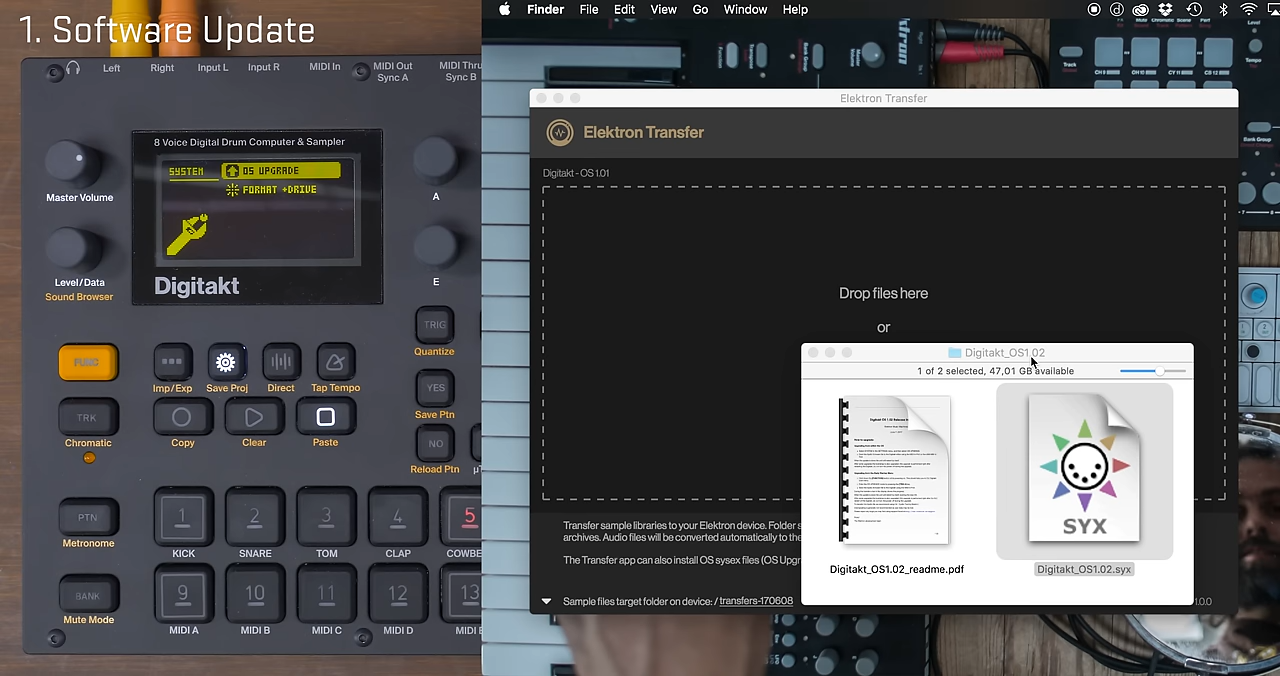 1. Software Update
Left
Right
Input L
Input R
MIDI In
MIDI Out
Sync A
MIDI Thru
Sync B
8 Voice Digital Drum Computer & Sampler
SYSTEM
OS UPGRADE
FORMAT +DRIVE
Digitakt
Master Volume
A
Level/Data
Sound Browser
E
FUNC
TRIG
Quantize
Imp/Exp
Save Proj
Direct
Tap Tempo
YES
Save Ptn
TRK
Chromatic
Copy
Clear
Paste
NO
Reload Ptn
PTN
Metronome
2
3
4
5
KICK
SNARE
TOM
CLAP
COWBE
BANK
Mute Mode
9
10
11
12
13
MIDI A
MIDI B
MIDI C
MIDI D
MIDI E
Finder File Edit View Go Window Help
Elektron Transfer
Elektron Transfer
Digitakt - OS 1.01
Drop files here
or
Digitakt_OS1.02
1 of 2 selected, 47,01 GB available
SYX
Digitakt_OS1.02_readme.pdf
Digitakt_OS1.02.syx
Transfer sample libraries to your Elektron device. Folder s
archives. Audio files will be converted automatically to the
The Transfer app can also install OS sysex files (OS Upgr
Sample files target folder on device: / transfers-170608
Track
Tempo
Bank Group